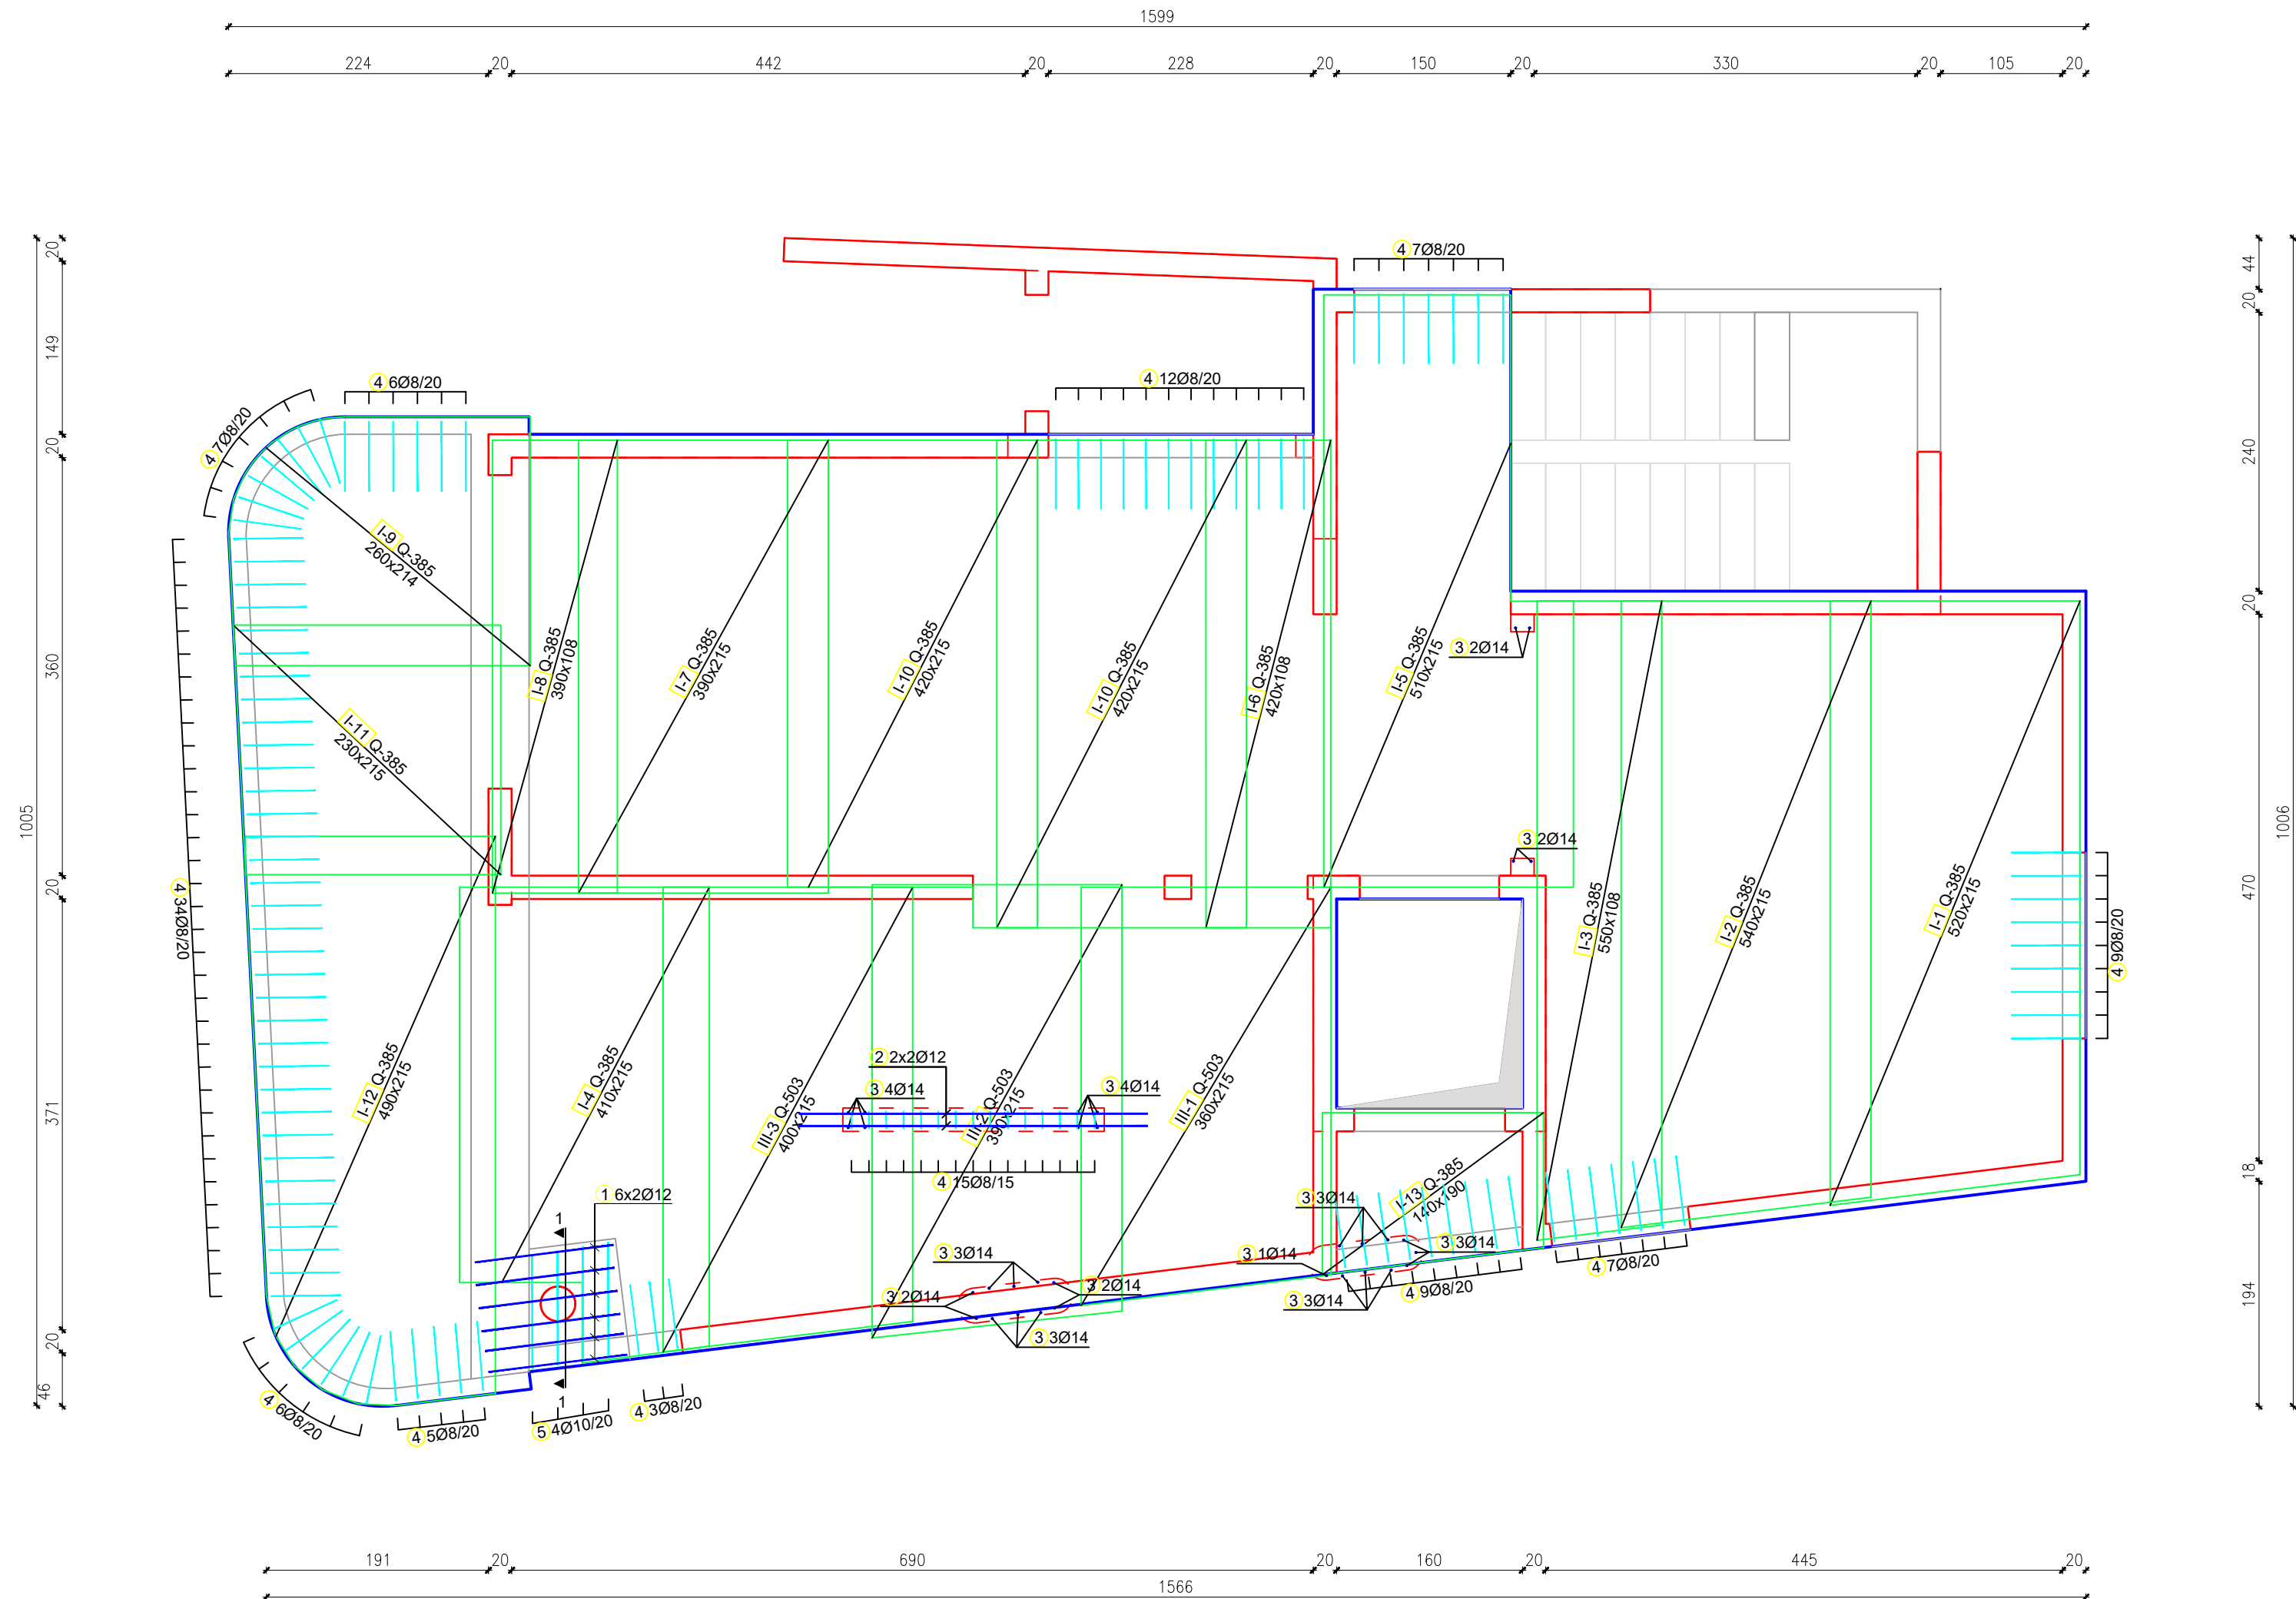 1599
224 20 442 20 228 20 150 20 330 20 105 20
20
149
20
360
20
371
20
46
1005
44
20
240
20
470
18
194
1006
4 7Ø8/20
4 6Ø8/20
4 12Ø8/20
4 7Ø8/20
I-9 Q-385
260x214
I-8 Q-385
390x108
I-7 Q-385
390x215
I-10 Q-385
420x215
I-10 Q-385
420x215
I-6 Q-385
420x108
I-5 Q-385
510x215
3 2Ø14
I-11 Q-385
230x215
4 34Ø8/20
3 2Ø14
I-3 Q-385
550x108
I-2 Q-385
540x215
I-1 Q-385
520x215
4 9Ø8/20
I-12 Q-385
490x215
I-4 Q-385
410x215
III-3 Q-503
400x215
2 2x2Ø12
3 4Ø14
III-2 Q-503
390x215
3 4Ø14
III-1 Q-503
360x215
4 15Ø8/15
I-13 Q-385
140x190
1 6x2Ø12
1
3 3Ø14
3 3Ø14
3 1Ø14
3 3Ø14
3 2Ø14
3 2Ø14
3 3Ø14
3 3Ø14
4 9Ø8/20
4 7Ø8/20
1
4 6Ø8/20
4 5Ø8/20
5 4Ø10/20
4 3Ø8/20
191 20 690 20 160 20 445 20
1566